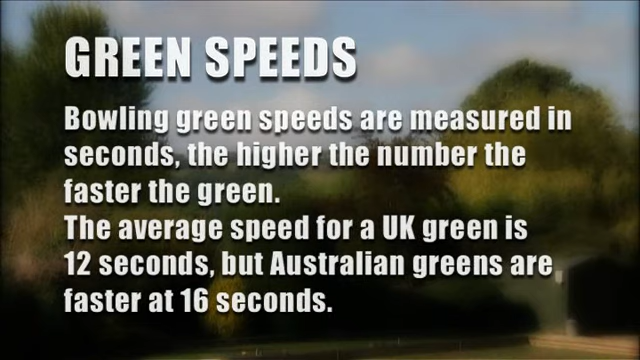 GREEN SPEEDS
Bowling green speeds are measured in
seconds, the higher the number the
faster the green.
The average speed for a UK green is
12 seconds, but Australian greens are
faster at 16 seconds.